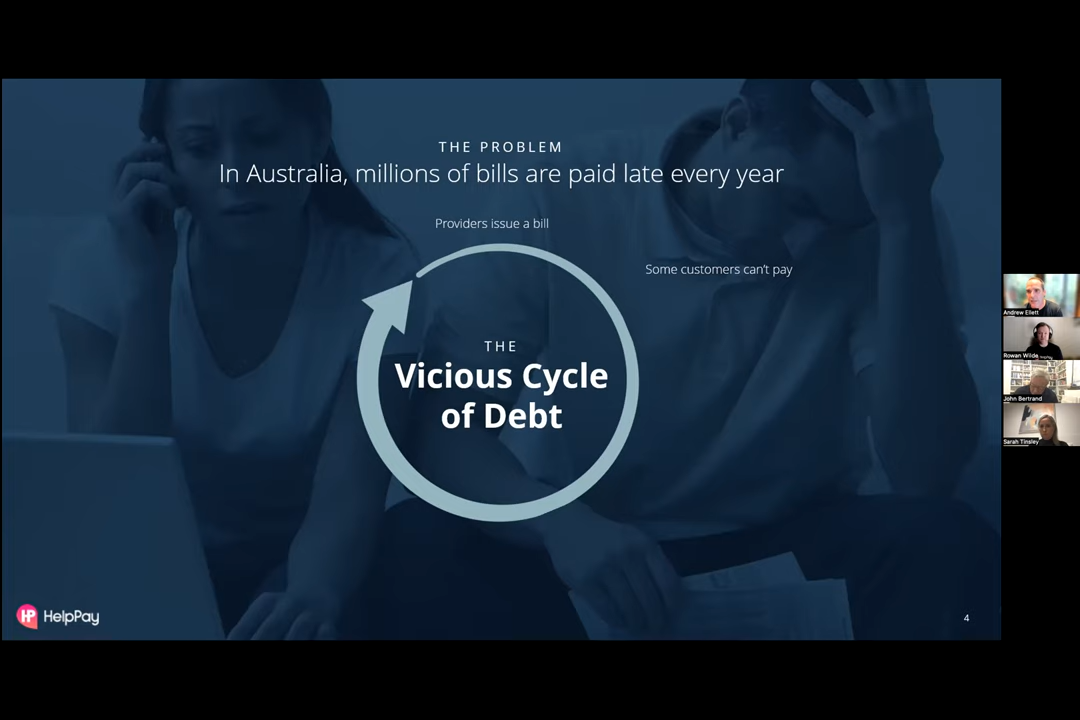 THE PROBLEM
In Australia, millions of bills are paid late every year
Providers issue a bill
Some customers can't pay
THE
Vicious Cycle
of Debt
HP HelpPay
4
Andrew Ellett
Rowan Wilde
John Bertrand
Sarah Tinsley